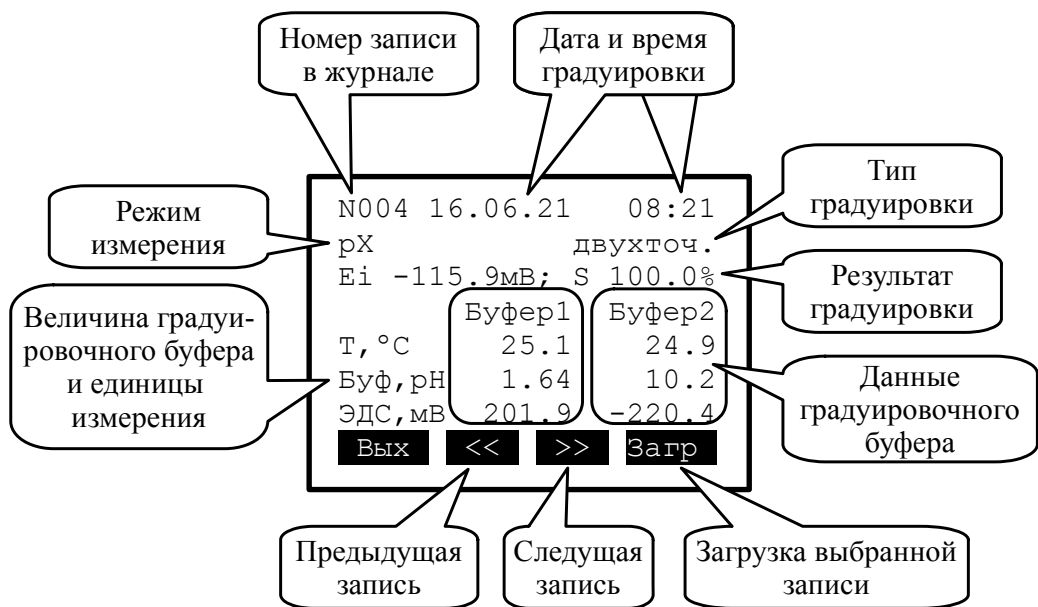 Номер записи
в журнале
Дата и время
градуировки
Тип
градуировки
Режим
измерения
Результат
градуировки
Величина градуи-
ровочного буфера
и единицы
измерения
Данные
градуировочного
буфера
N004 16.06.21 08:21
pX двухточ.
Ei -115.9мВ; S 100.0%
Буфер1 Буфер2
Т,°С 25.1 24.9
Буф,рН 1.64 10.2
ЭДС,мВ 201.9 -220.4
Вых << >> Загр
Предыдущая
запись
Следущая
запись
Загрузка выбранной
записи